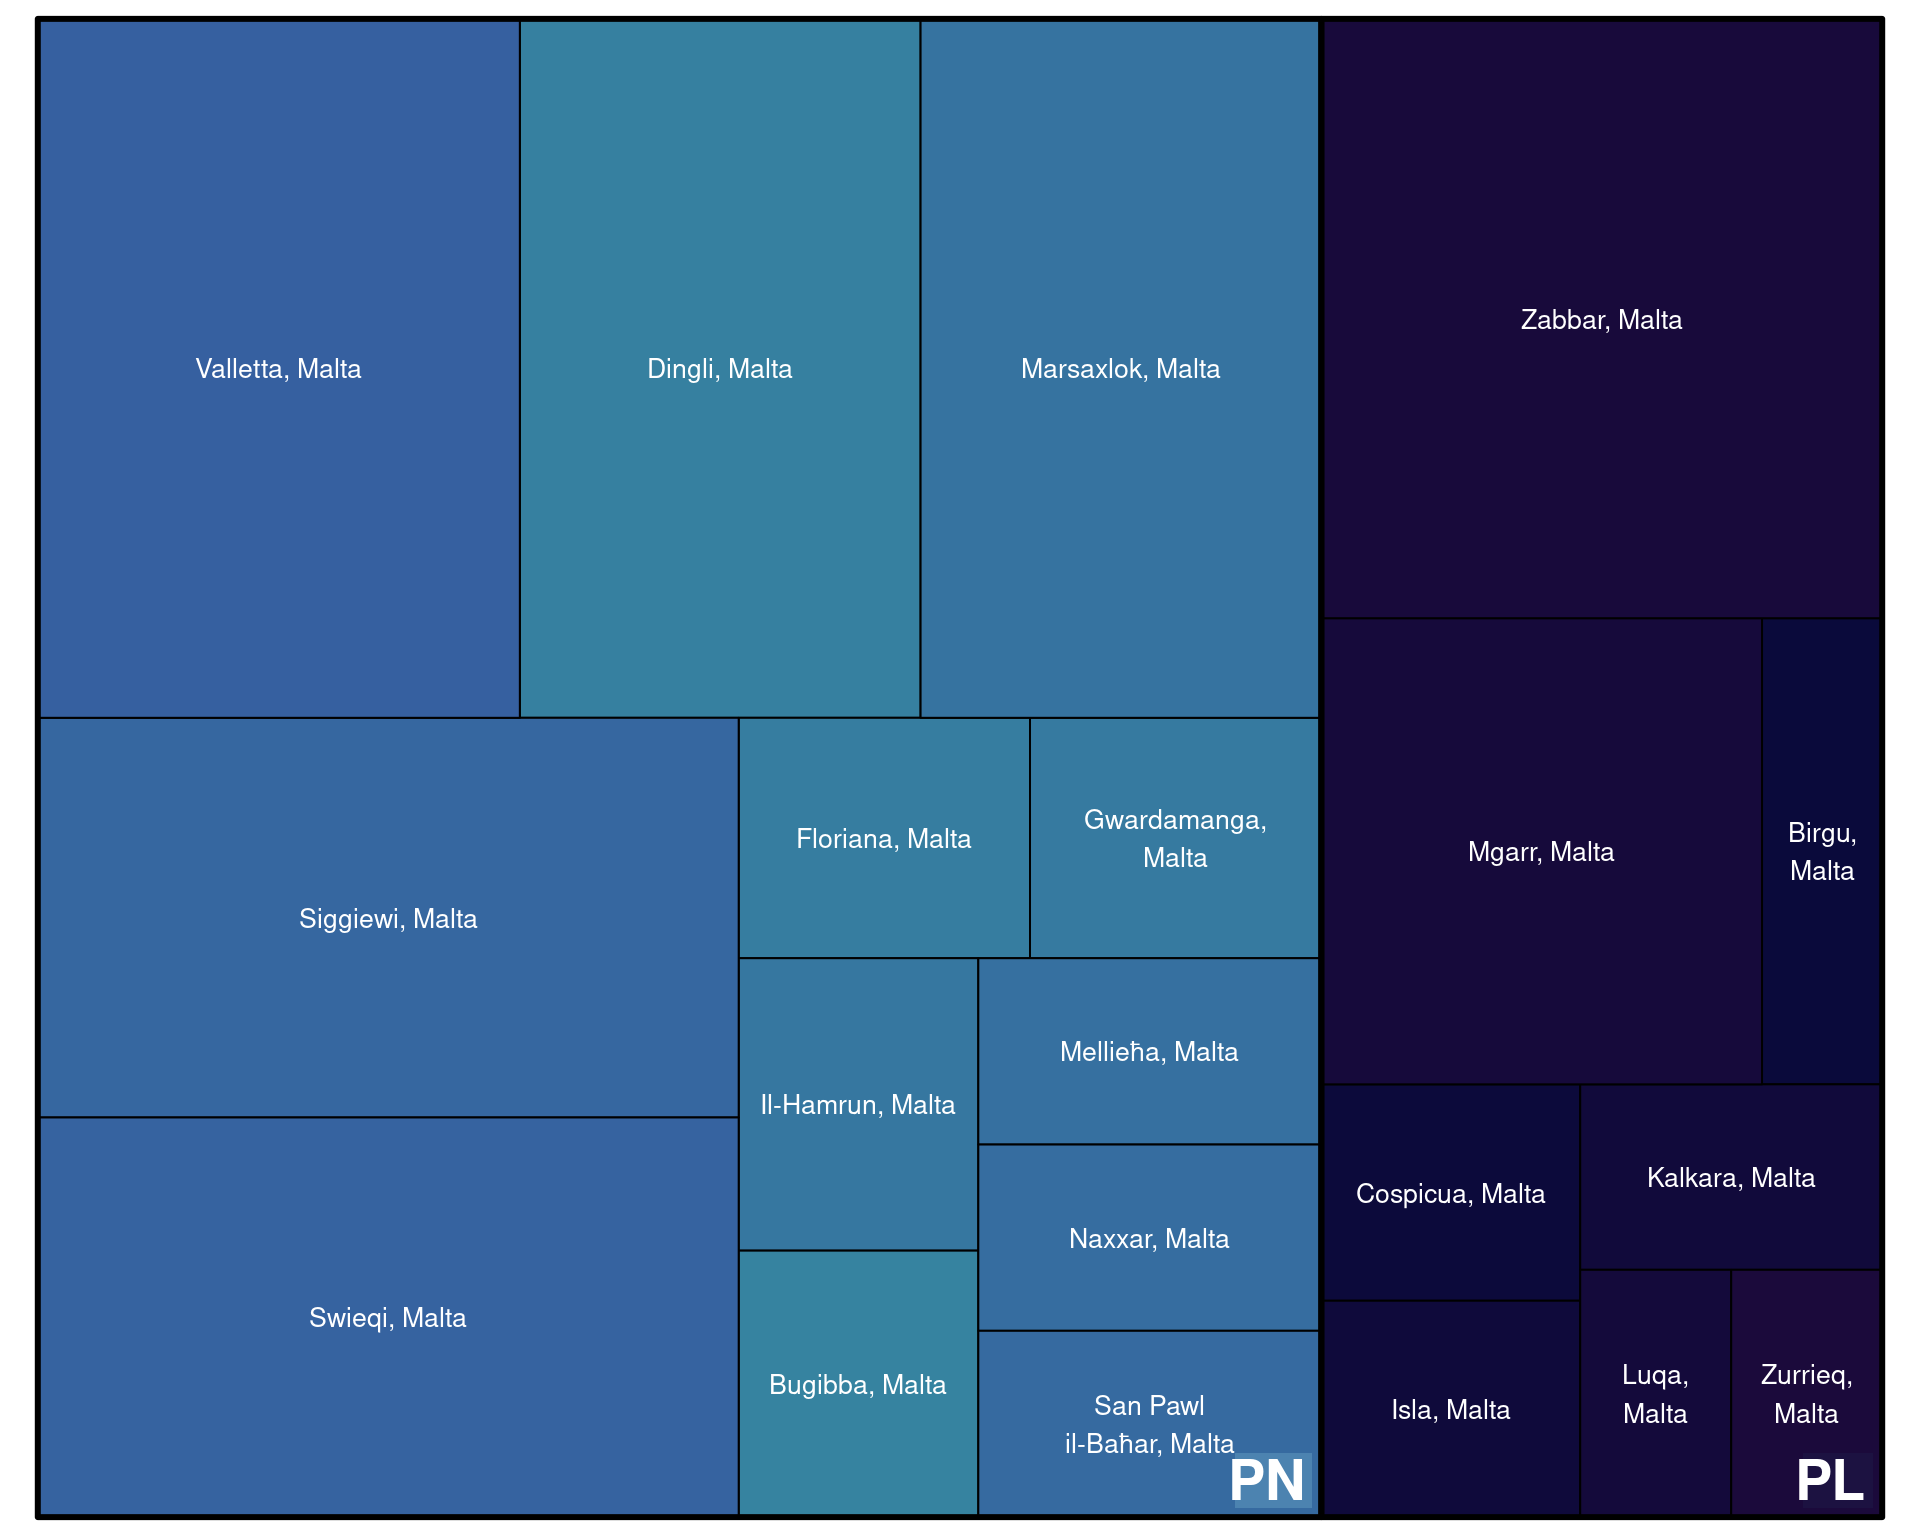 Valletta, Malta
Dingli, Malta
Marsaxlok, Malta
Zabbar, Malta
Siggiewi, Malta
Floriana, Malta
Gwardamanga,
Malta
Mgarr, Malta
Birgu,
Malta
Il-Hamrun, Malta
Mellieħa, Malta
Naxxar, Malta
Swieqi, Malta
Bugibba, Malta
San Pawl
il-Baħar, Malta
PN
Cospicua, Malta
Kalkara, Malta
Isla, Malta
Luqa,
Malta
Zurrieq,
Malta
PL